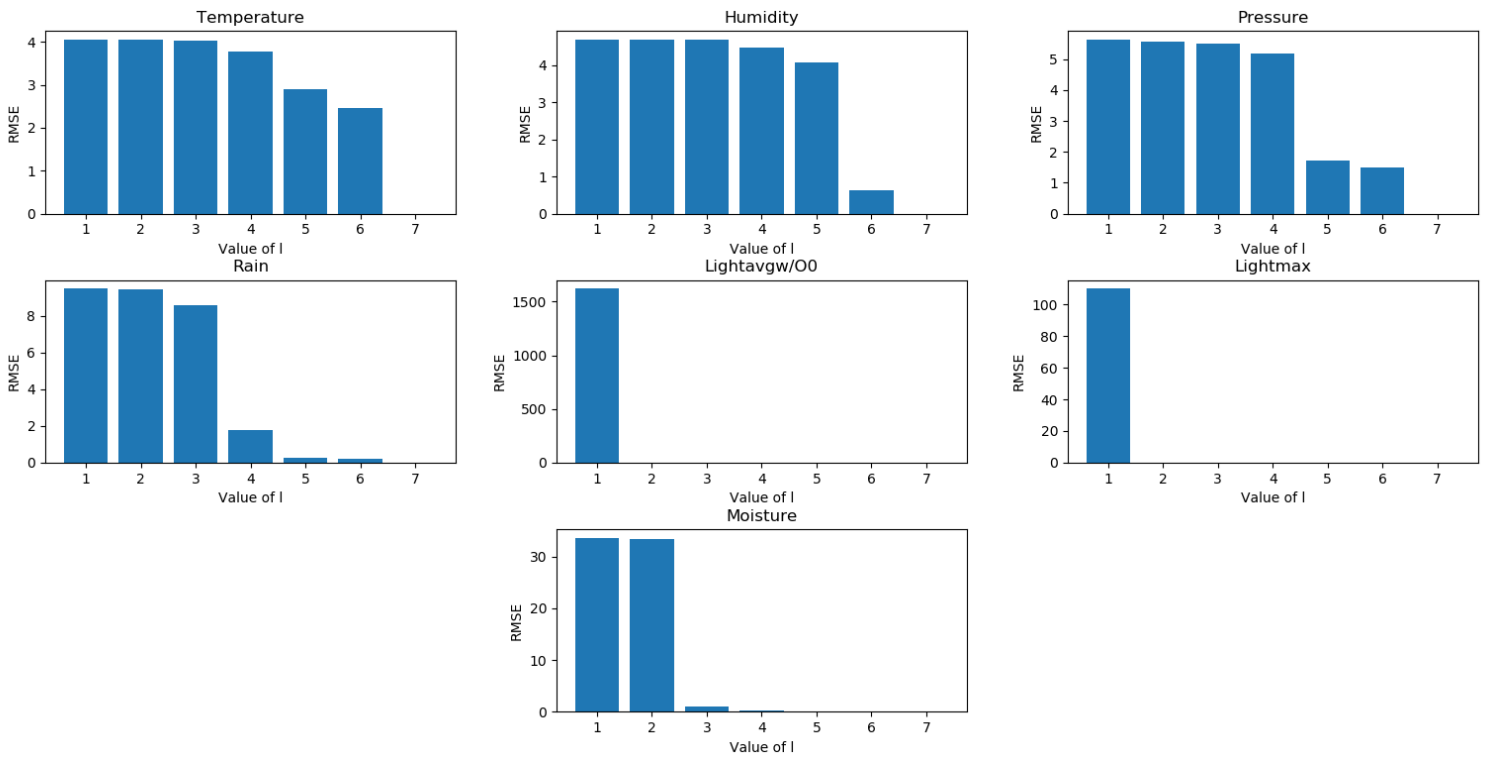 Temperature
RMSE
4
3
2
1
0
1 2 3 4 5 6 7
Value of l
Humidity
RMSE
4
3
2
1
0
1 2 3 4 5 6 7
Value of l
Pressure
RMSE
5
4
3
2
1
0
1 2 3 4 5 6 7
Value of l
Rain
RMSE
8
6
4
2
0
1 2 3 4 5 6 7
Value of l
Lightavgw/O0
RMSE
1500
1000
500
0
1 2 3 4 5 6 7
Value of l
Lightmax
RMSE
100
80
60
40
20
0
1 2 3 4 5 6 7
Value of l
Moisture
RMSE
30
20
10
0
1 2 3 4 5 6 7
Value of l